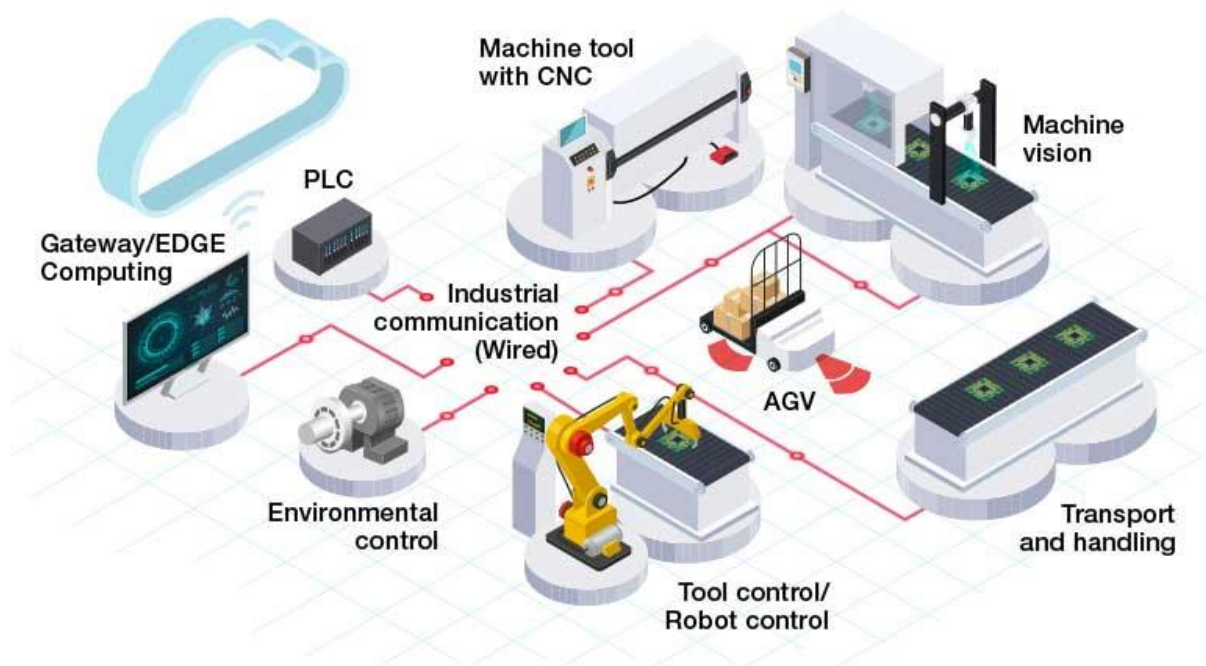 Machine tool
with CNC
Machine
vision
PLC
Gateway/EDGE
Computing
Industrial
communication
(Wired)
AGV
Environmental
control
Transport
and handling
Tool control/
Robot control